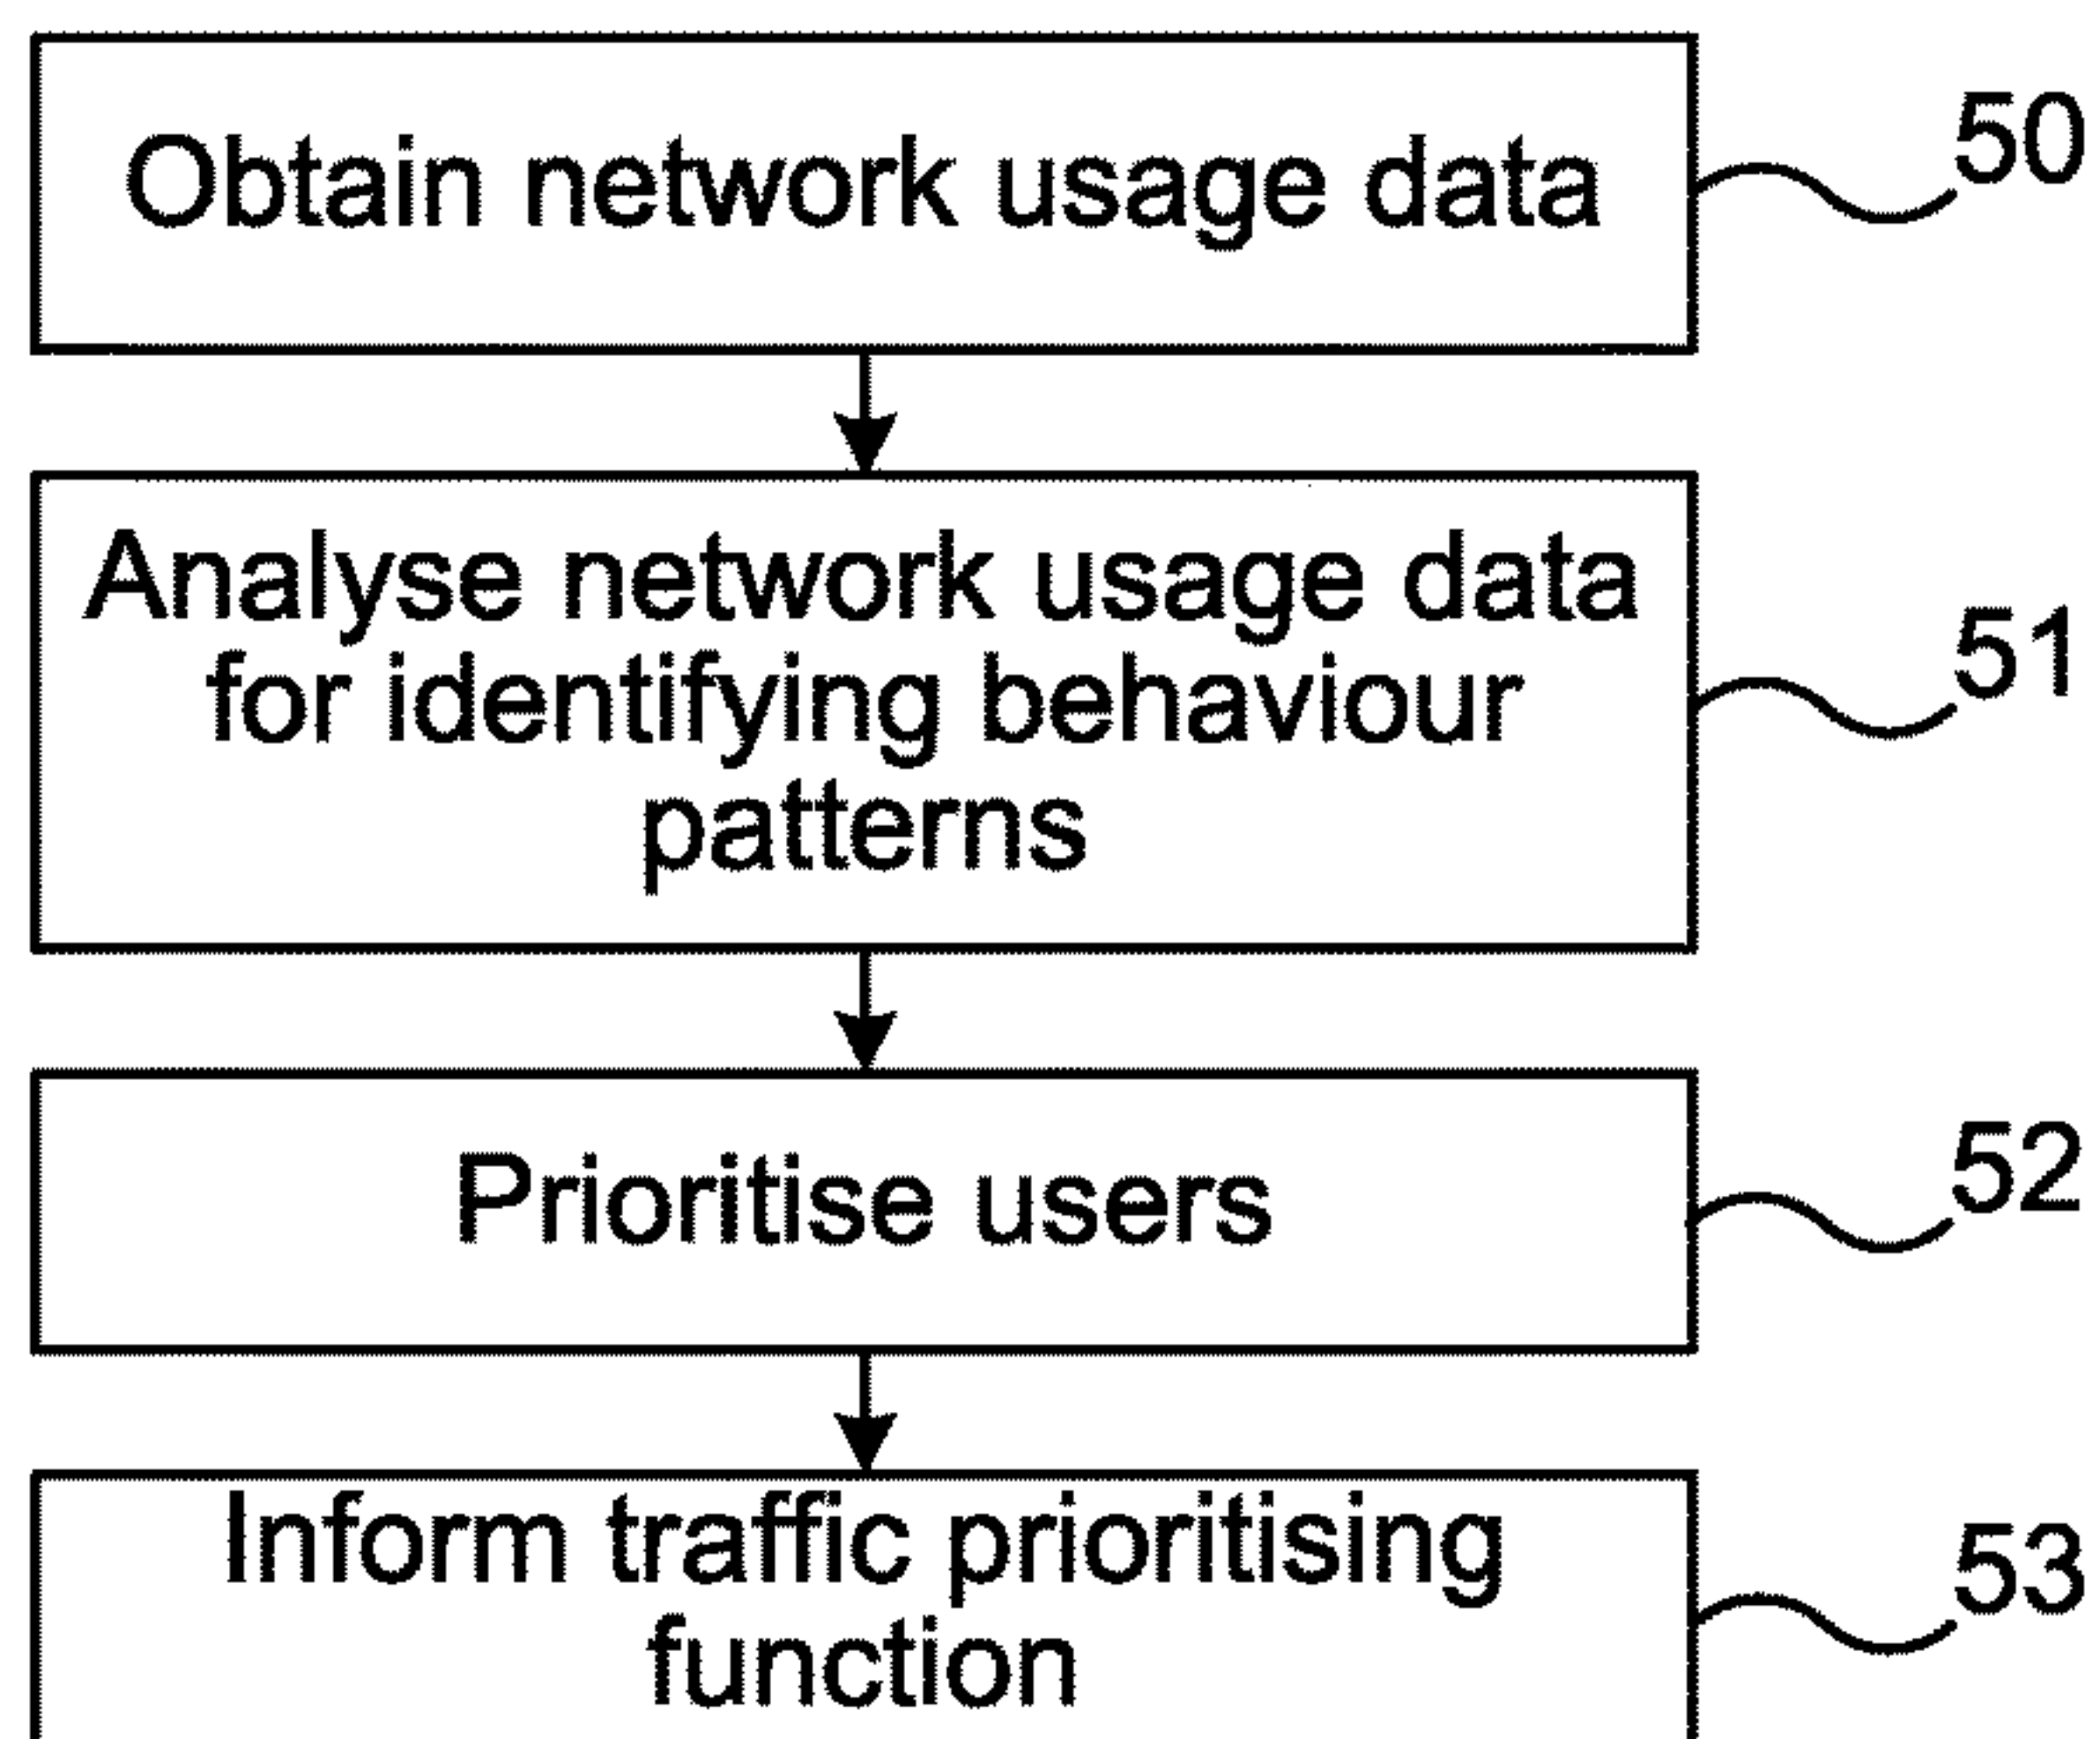 Obtain network usage data
50
Analyse network usage data
for identifying behaviour
patterns
51
Prioritise users
52
Inform traffic prioritising
function
53